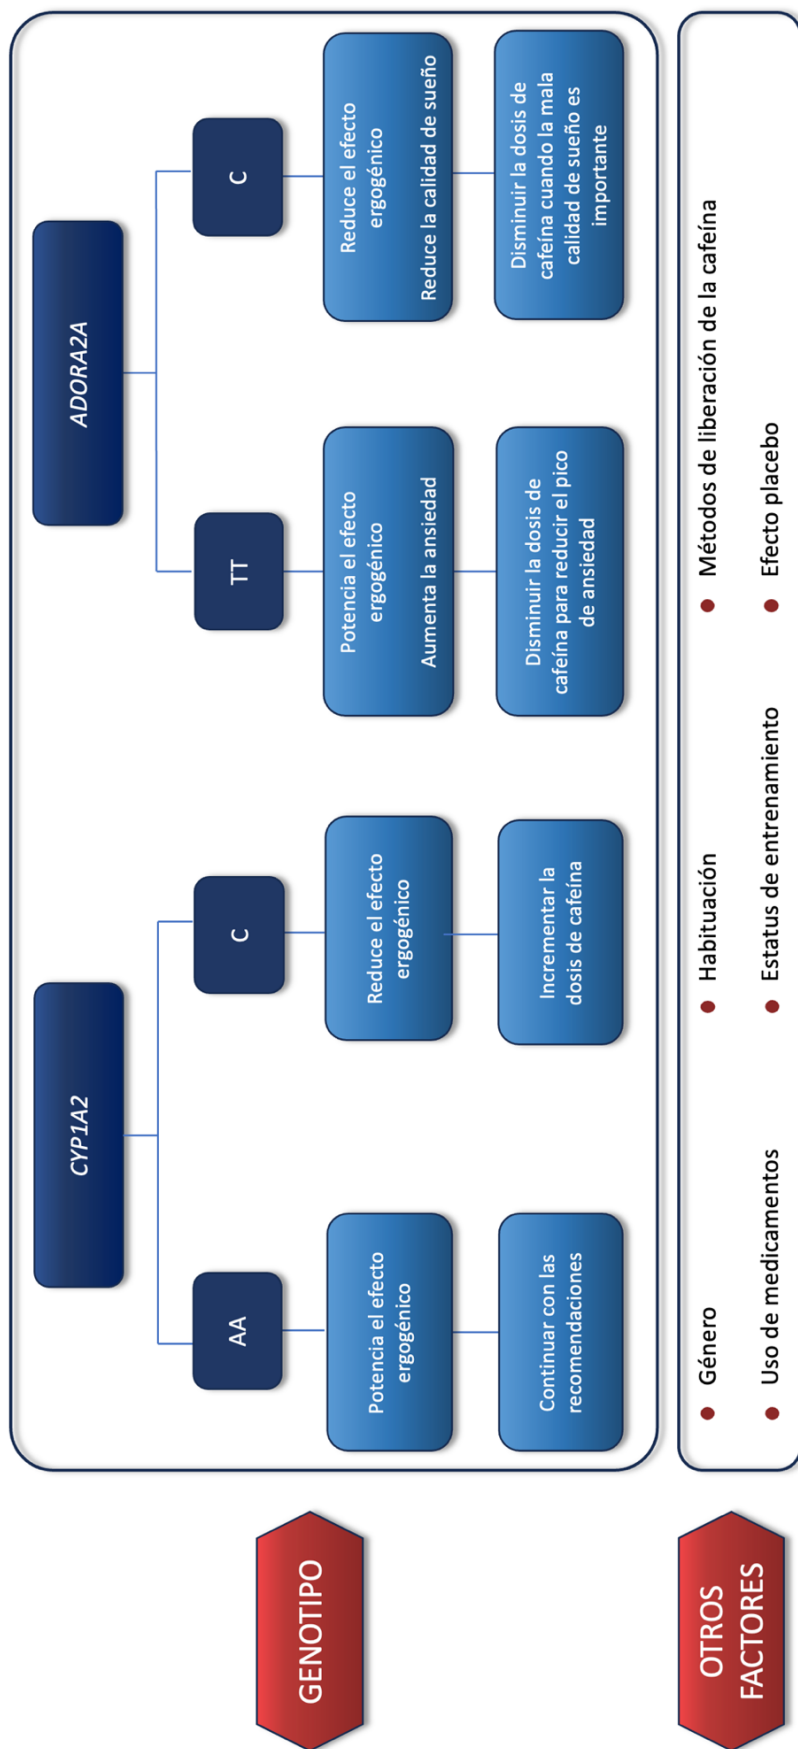 GENOTIPO
CYP1A2
ADORA2A
AA
C
TT
C
Potencia el efecto
ergogénico
Reduce el efecto
ergogénico
Potencia el efecto
ergogénico
Aumenta la ansiedad
Reduce el efecto
ergogénico
Reduce la calidad de sueño
Continuar con las
recomendaciones
Incrementar la
dosis de cafeína
Disminuir la dosis de
cafeína para reducir el pico
de ansiedad
Disminuir la dosis de
cafeína cuando la mala
calidad de sueño es
importante
OTROS
FACTORES
● Género
● Habituación
● Métodos de liberación de la cafeína
● Uso de medicamentos
● Estatus de entrenamiento
● Efecto placebo